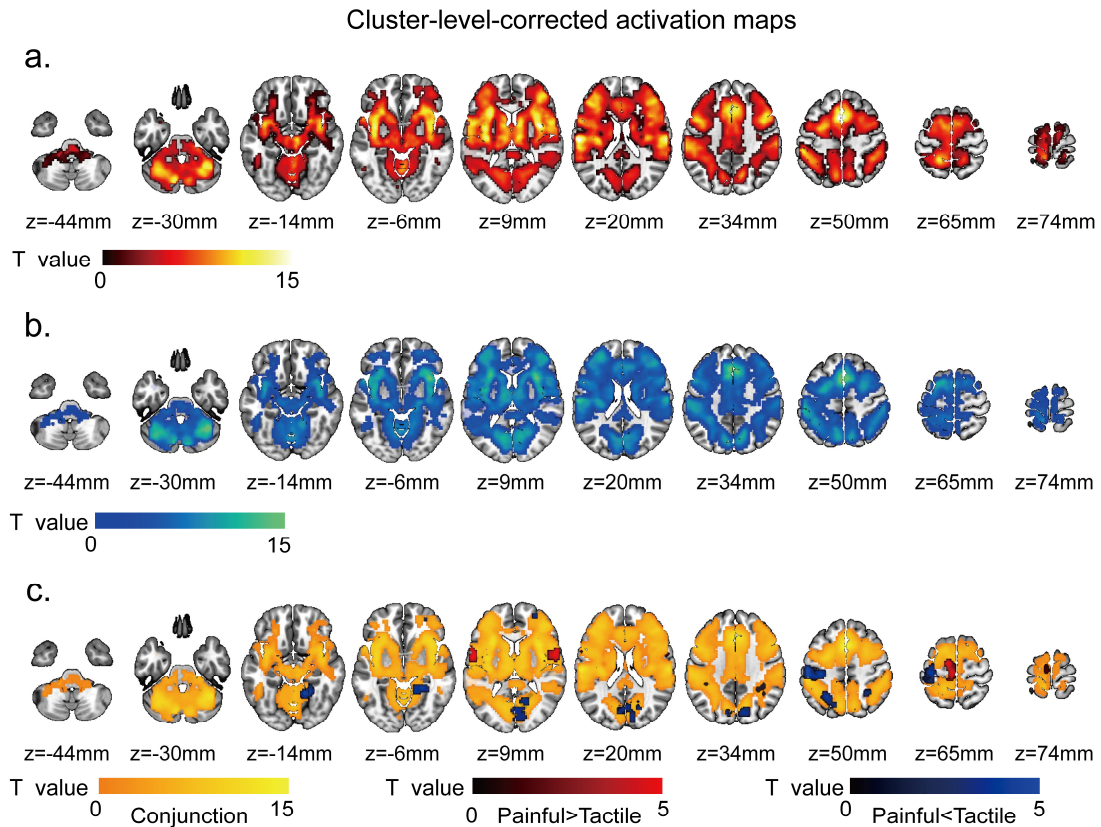 Cluster-level-corrected activation maps
a.
z=-44mm z=-30mm z=-14mm z=-6mm z=9mm z=20mm z=34mm z=50mm z=65mm z=74mm
T value
0 15
b.
z=-44mm z=-30mm z=-14mm z=-6mm z=9mm z=20mm z=34mm z=50mm z=65mm z=74mm
T value
0 15
c.
z=-44mm z=-30mm z=-14mm z=-6mm z=9mm z=20mm z=34mm z=50mm z=65mm z=74mm
T value T value T value
0 Conjunction 15 0 Painful>Tactile 5 0 Painful<Tactile 5